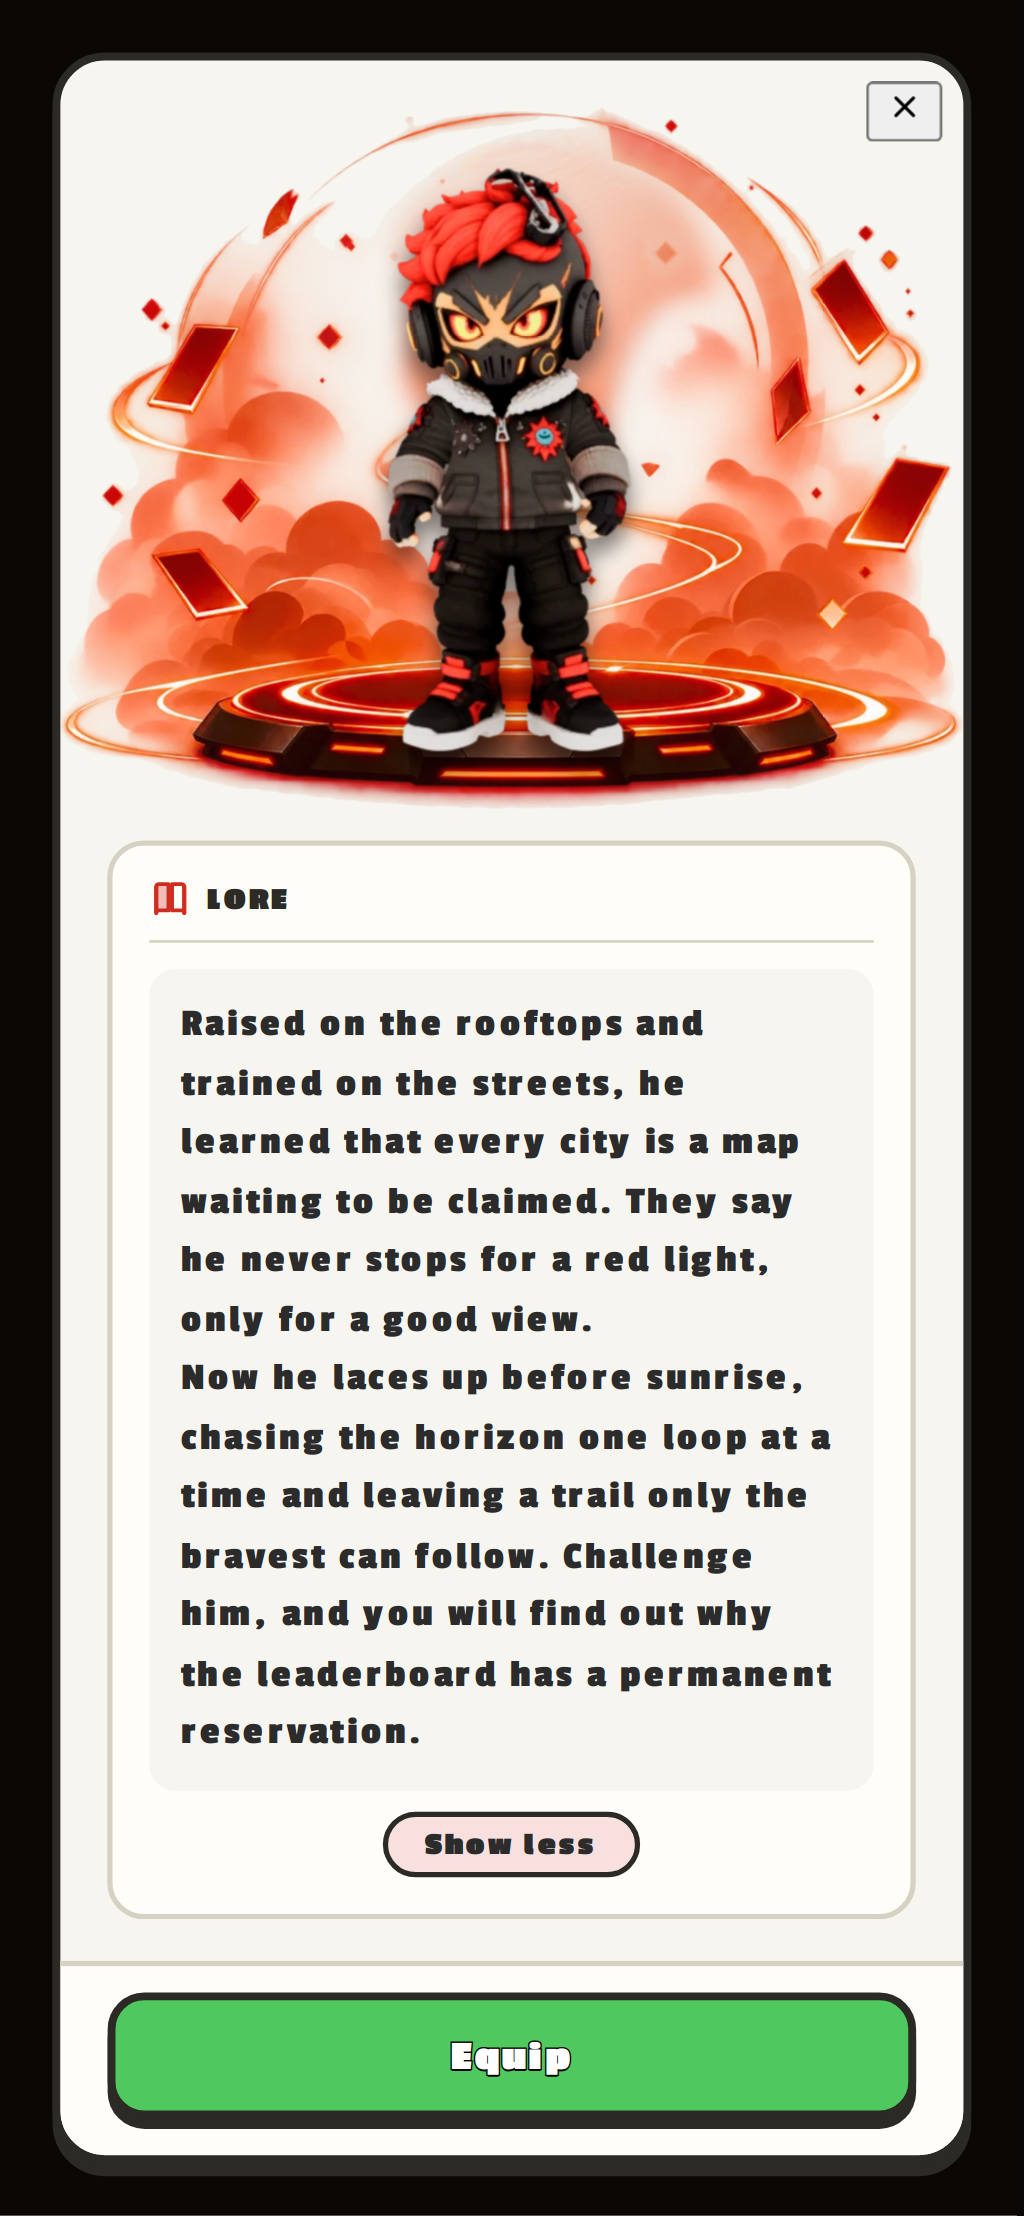 LORE
Raised on the rooftops and
trained on the streets, he
learned that every city is a map
waiting to be claimed. They say
he never stops for a red light,
only for a good view.
Now he laces up before sunrise,
chasing the horizon one loop at a
time and leaving a trail only the
bravest can follow. Challenge
him, and you will find out why
the leaderboard has a permanent
reservation.
Show less
Equip